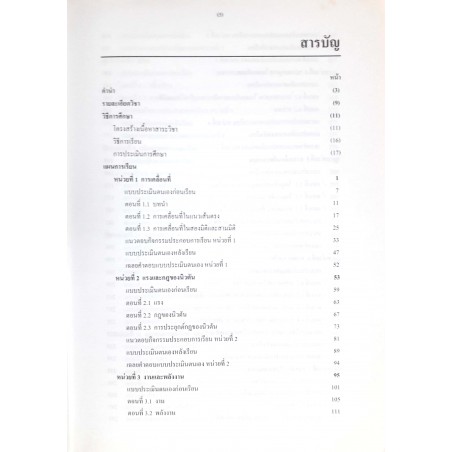 สารบัญ
หน้า
คำนำ (3)
รายละเอียดวิชา (9)
วิธีการศึกษา (11)
โครงสร้างเนื้อหาสาระวิชา (11)
วิธีการเรียน (16)
การประเมินการศึกษา (17)
แผนการเรียน
หน่วยที่ 1 การเคลื่อนที่ 1
แบบประเมินตนเองก่อนเรียน 7
ตอนที่ 1.1 บทนำ 11
ตอนที่ 1.2 การเคลื่อนที่ในแนวเส้นตรง 17
ตอนที่ 1.3 การเคลื่อนที่ในสองมิติและสามมิติ 25
แนวตอบกิจกรรมประกอบการเรียน หน่วยที่ 1 33
แบบประเมินตนเองหลังเรียน 47
เฉลยคำตอบแบบประเมินตนเอง หน่วยที่ 1 52
หน่วยที่ 2 แรงและกฎของนิวตัน 53
แบบประเมินตนเองก่อนเรียน 59
ตอนที่ 2.1 แรง 63
ตอนที่ 2.2 กฎของนิวตัน 67
ตอนที่ 2.3 การประยุกต์กฎของนิวตัน 73
แนวตอบกิจกรรมประกอบการเรียน หน่วยที่ 2 81
แบบประเมินตนเองหลังเรียน 89
เฉลยคำตอบแบบประเมินตนเอง หน่วยที่ 2 94
หน่วยที่ 3 งานและพลังงาน 95
แบบประเมินตนเองก่อนเรียน 101
ตอนที่ 3.1 งาน 105
ตอนที่ 3.2 พลังงาน 111